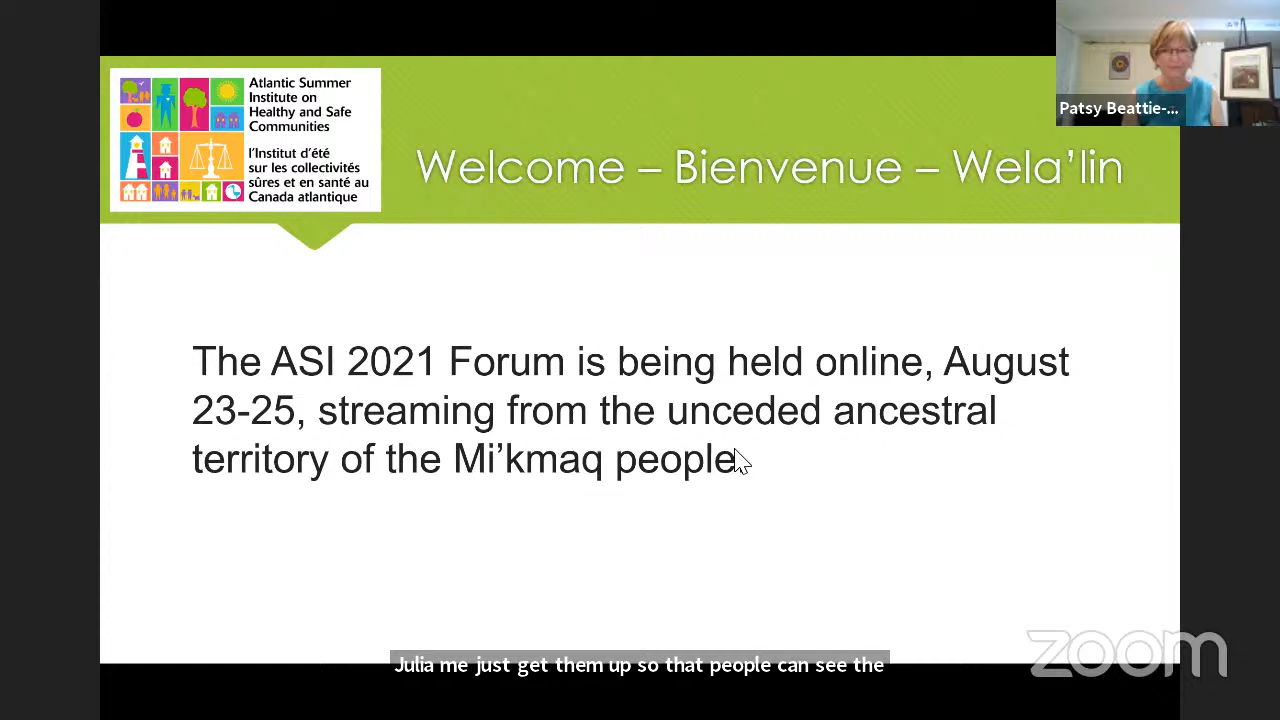 Atlantic Summer
Institute on
Healthy and Safe
Communities
l'Institut d'été
sur les collectivités
sûres et en santé au
Canada atlantique
Welcome – Bienvenue – Wela'lin
Patsy Beattie-...
The ASI 2021 Forum is being held online, August
23-25, streaming from the unceded ancestral
territory of the Mi'kmaq people
Julia me just get them up so that people can see the
zoom